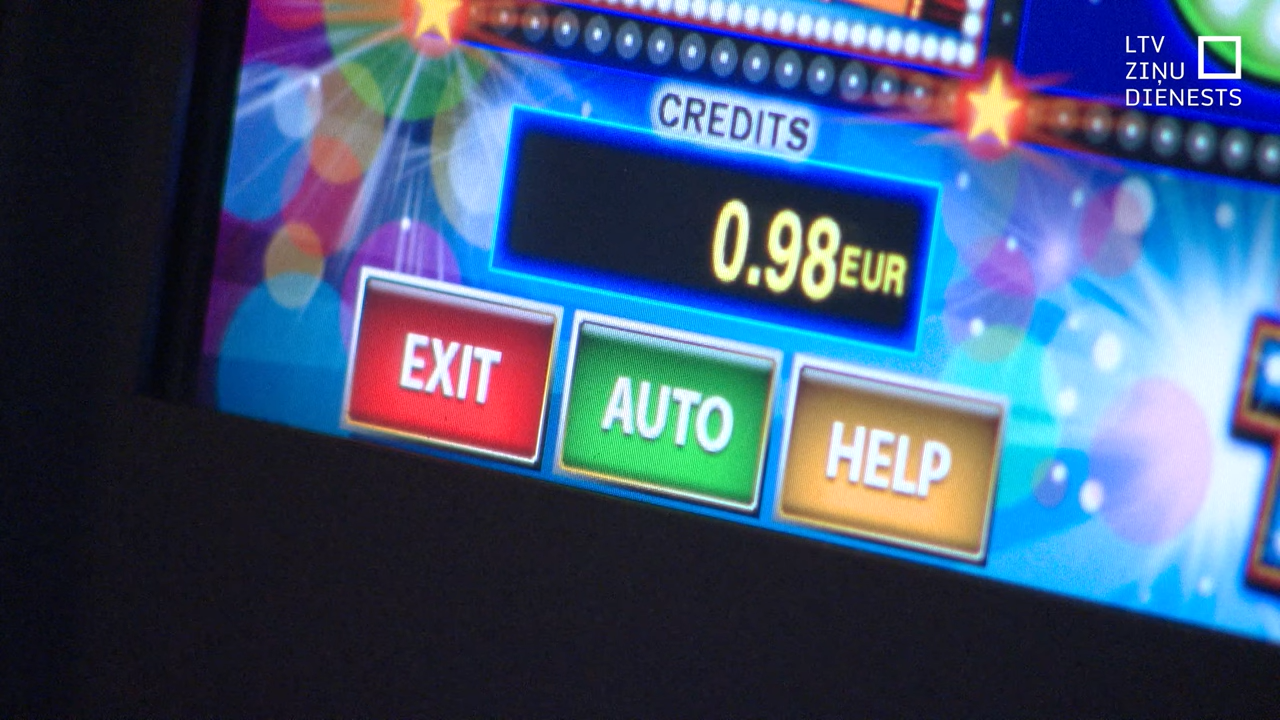 LTV
ZIŅU
DIENESTS
CREDITS
0.98EUR
EXIT
AUTO
HELP